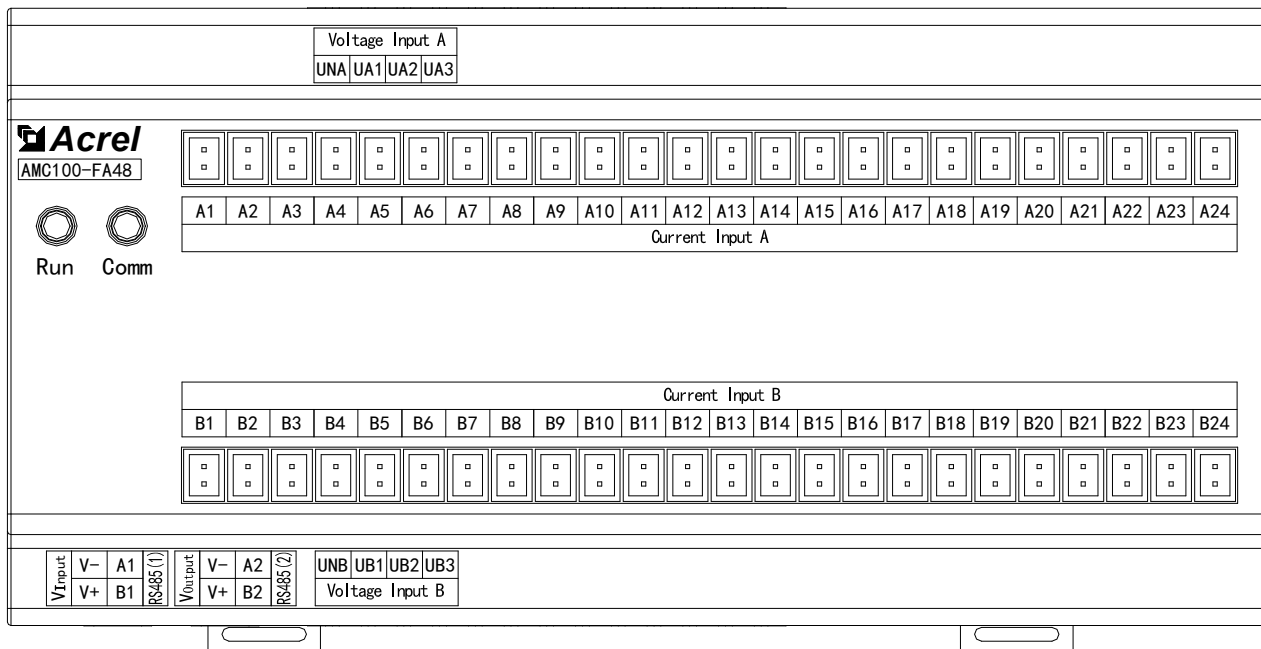 Voltage Input A
UNA UA1 UA2 UA3
Acrel
AMC100-FA48
A1 A2 A3 A4 A5 A6 A7 A8 A9 A10 A11 A12 A13 A14 A15 A16 A17 A18 A19 A20 A21 A22 A23 A24
Current Input A
Run Comm
Current Input B
B1 B2 B3 B4 B5 B6 B7 B8 B9 B10 B11 B12 B13 B14 B15 B16 B17 B18 B19 B20 B21 B22 B23 B24
VInput V- A1 RS485(1) VOutput V- A2 RS485(2) UNB UB1 UB2 UB3
V+ B1 V+ B2 Voltage Input B